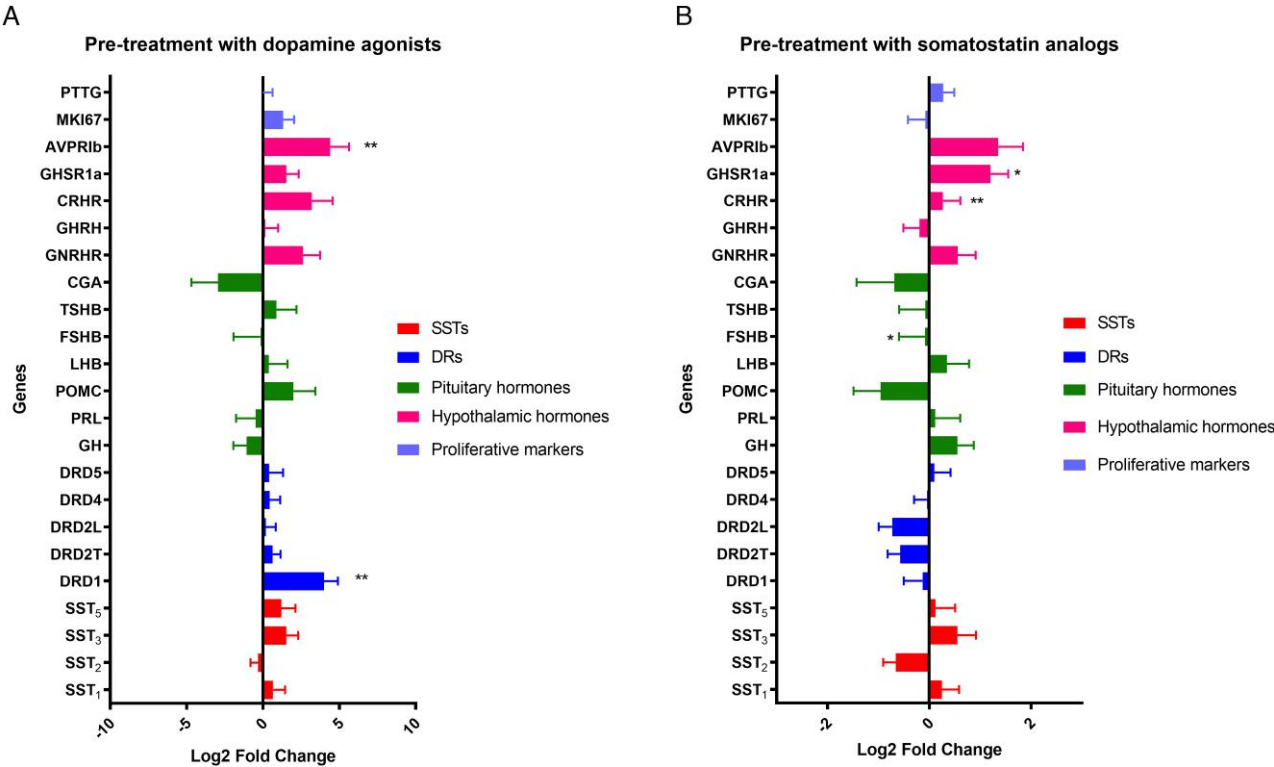 A
Pre-treatment with dopamine agonists
PTTG
MKI67
AVPRIIb
**
GHSR1a
CRHR
GHRH
GNRHR
CGA
TSHB
FSHB
LHB
POMC
PRL
GH
DRD5
DRD4
DRD2L
DRD2T
DRD1
**
SST5
SST3
SST2
SST1
Genes
SSTs
DRs
Pituitary hormones
Hypothalamic hormones
Proliferative markers
-10
-5
0
5
10
Log2 Fold Change
B
Pre-treatment with somatostatin analogs
PTTG
MKI67
AVPRIIb
GHSR1a
*
CRHR
**
GHRH
GNRHR
CGA
TSHB
FSHB
*
LHB
POMC
PRL
GH
DRD5
DRD4
DRD2L
DRD2T
DRD1
SST5
SST3
SST2
SST1
Genes
SSTs
DRs
Pituitary hormones
Hypothalamic hormones
Proliferative markers
-2
0
2
Log2 Fold Change